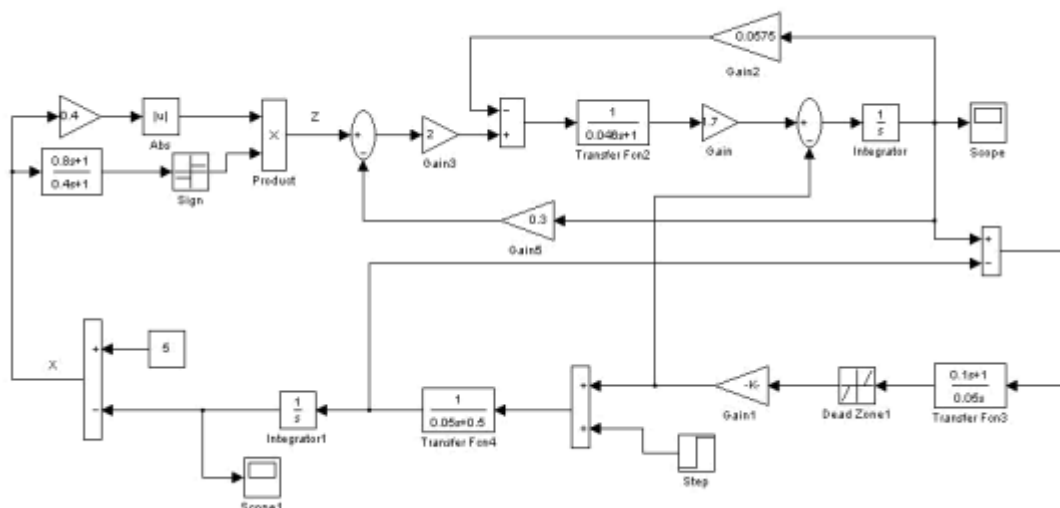 0.0575
Gain2
0.4
|u|
Abs
X
Product
Z
+
−
2
Gain3
−
+
1
0.046s+1
Transfer Fcn2
1.7
Gain
+
−
1
s
Integrator
Scope
0.8s+1
0.4s+1
Sign
0.3
Gain5
+
−
X
+
−
5
1
s
Integrator1
1
0.05s+0.5
Transfer Fcn4
+
+
-K-
Gain1
Dead Zone1
0.1s+1
0.05s
Transfer Fcn3
Step
Scope1